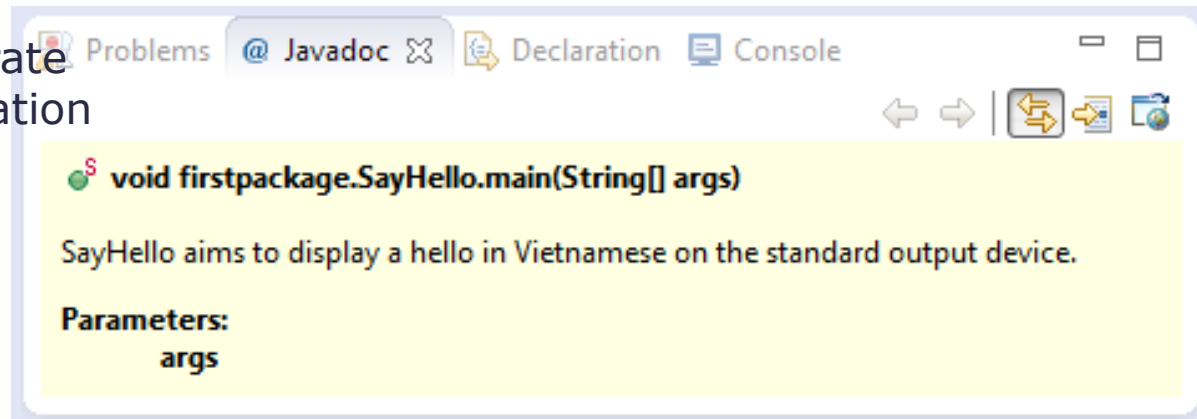 rate
ation
Problems @ Javadoc Declaration Console
S void firstpackage.SayHello.main(String[] args)
SayHello aims to display a hello in Vietnamese on the standard output device.
Parameters:
args